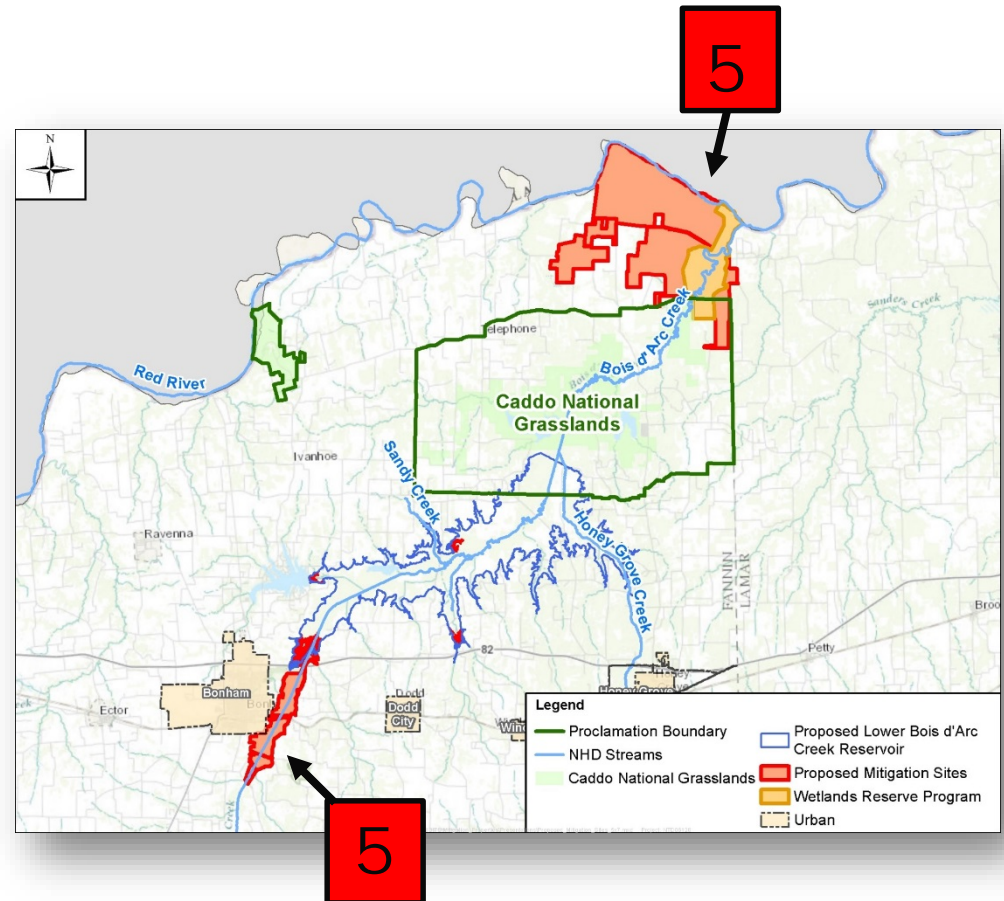 5
N
Sanders Creek
Telephone
Bois d'Arc Creek
Red River
Caddo National
Grasslands
Ivanhoe
Sandy Creek
Honey Grove Creek
Ravenna
FANNIN
LAMAR
82
Petty
Bonham
Ector
Dodd
Dodd
City
Honey Grove
Creek
Legend
Proclamation Boundary
NHD Streams
Caddo National Grasslands
Proposed Lower Bois d'Arc
Creek Reservoir
Proposed Mitigation Sites
Wetlands Reserve Program
Urban
5